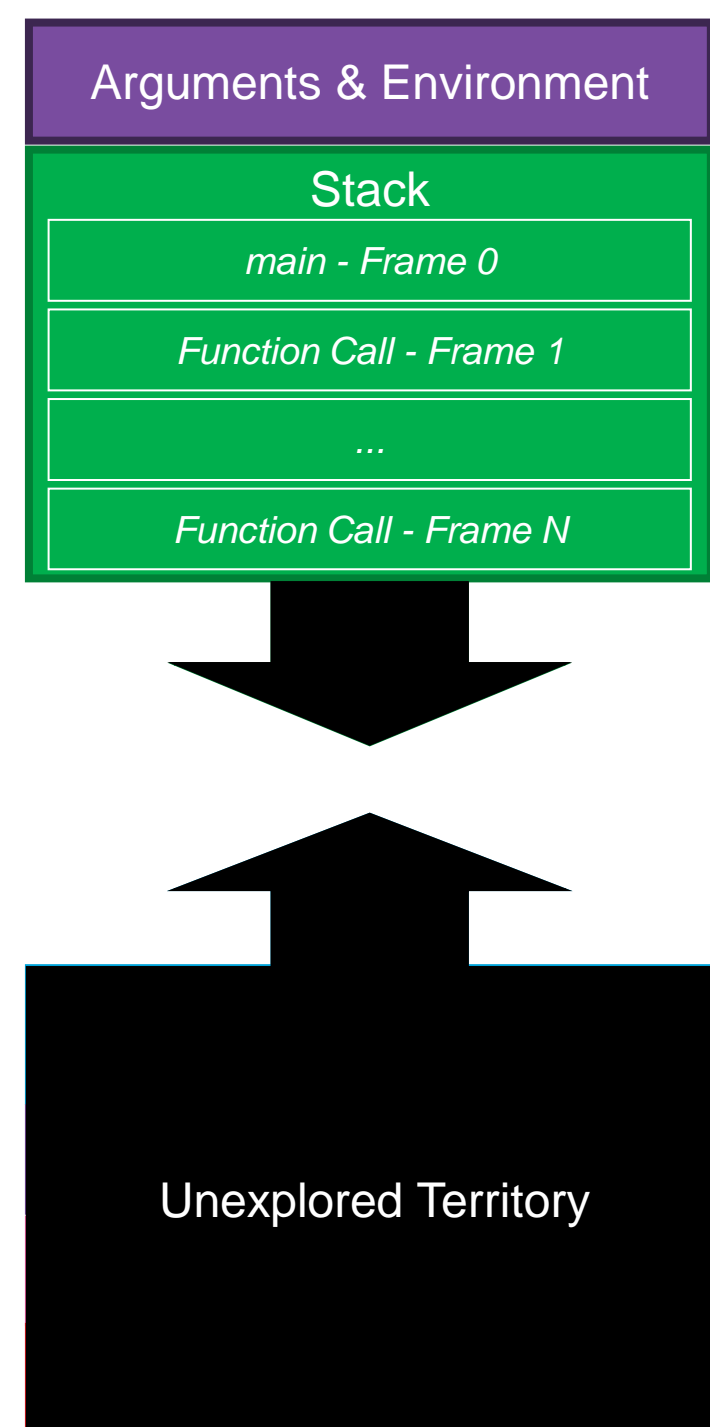 Arguments & Environment
Stack
main - Frame 0
Function Call - Frame 1
...
Function Call - Frame N
Unexplored Territory